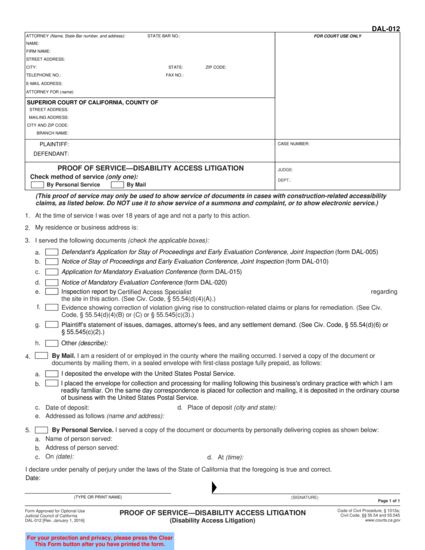 DAL-012
ATTORNEY (Name, State Bar number, and address): STATE BAR NO.: FOR COURT USE ONLY
NAME:
FIRM NAME:
STREET ADDRESS:
CITY: STATE: ZIP CODE:
TELEPHONE NO.: FAX NO.:
E-MAIL ADDRESS:
ATTORNEY FOR (name):
SUPERIOR COURT OF CALIFORNIA, COUNTY OF
STREET ADDRESS:
MAILING ADDRESS:
CITY AND ZIP CODE:
BRANCH NAME:
PLAINTIFF: CASE NUMBER:
DEFENDANT:
PROOF OF SERVICE—DISABILITY ACCESS LITIGATION JUDGE:
Check method of service (only one): DEPT.:
By Personal Service By Mail
(This proof of service may only be used to show service of documents in cases with construction-related accessibility
claims, as listed below. Do NOT use it to show service of a summons and complaint, or to show electronic service.)
1. At the time of service I was over 18 years of age and not a party to this action.
2. My residence or business address is:
3. I served the following documents (check the applicable boxes):
a. Defendant's Application for Stay of Proceedings and Early Evaluation Conference, Joint Inspection (form DAL-005)
b. Notice of Stay of Proceedings and Early Evaluation Conference, Joint Inspection (form DAL-010)
c. Application for Mandatory Evaluation Conference (form DAL-015)
d. Notice of Mandatory Evaluation Conference (form DAL-020)
e. Inspection report by Certified Access Specialist regarding
the site in this action. (See Civ. Code, § 55.54(d)(4)(A).)
f. Evidence showing correction of violation giving rise to construction-related claims or plans for remediation. (See Civ.
Code, § 55.54(d)(4)(B) or (C) or § 55.545(c)(3).)
g. Plaintiff's statement of issues, damages, attorney's fees, and any settlement demand. (See Civ. Code, § 55.54(d)(6) or
§ 55.545(c)(2).)
h. Other (describe):
4. By Mail. I am a resident of or employed in the county where the mailing occurred. I served a copy of the document or
documents by mailing them, in a sealed envelope with first-class postage fully prepaid, as follows:
a. I deposited the envelope with the United States Postal Service.
b. I placed the envelope for collection and processing for mailing following this business's ordinary practice with which I am
readily familiar. On the same day correspondence is placed for collection and mailing, it is deposited in the ordinary course
of business with the United States Postal Service.
c. Date of deposit: d. Place of deposit (city and state):
e. Addressed as follows (name and address):
5. By Personal Service. I served a copy of the document or documents by personally delivering copies as shown below:
a. Name of person served:
b. Address of person served:
c. On (date): d. At (time):
I declare under penalty of perjury under the laws of the State of California that the foregoing is true and correct.
Date:
(TYPE OR PRINT NAME) (SIGNATURE)
Page 1 of 1
Form Approved for Optional Use
Judicial Council of California
DAL-012 [Rev. January 1, 2016]
PROOF OF SERVICE—DISABILITY ACCESS LITIGATION
(Disability Access Litigation)
Code of Civil Procedure, § 1013a;
Civil Code, §§ 55.54 and 55.545
www.courts.ca.gov
For your protection and privacy, please press the Clear
This Form button after you have printed the form.